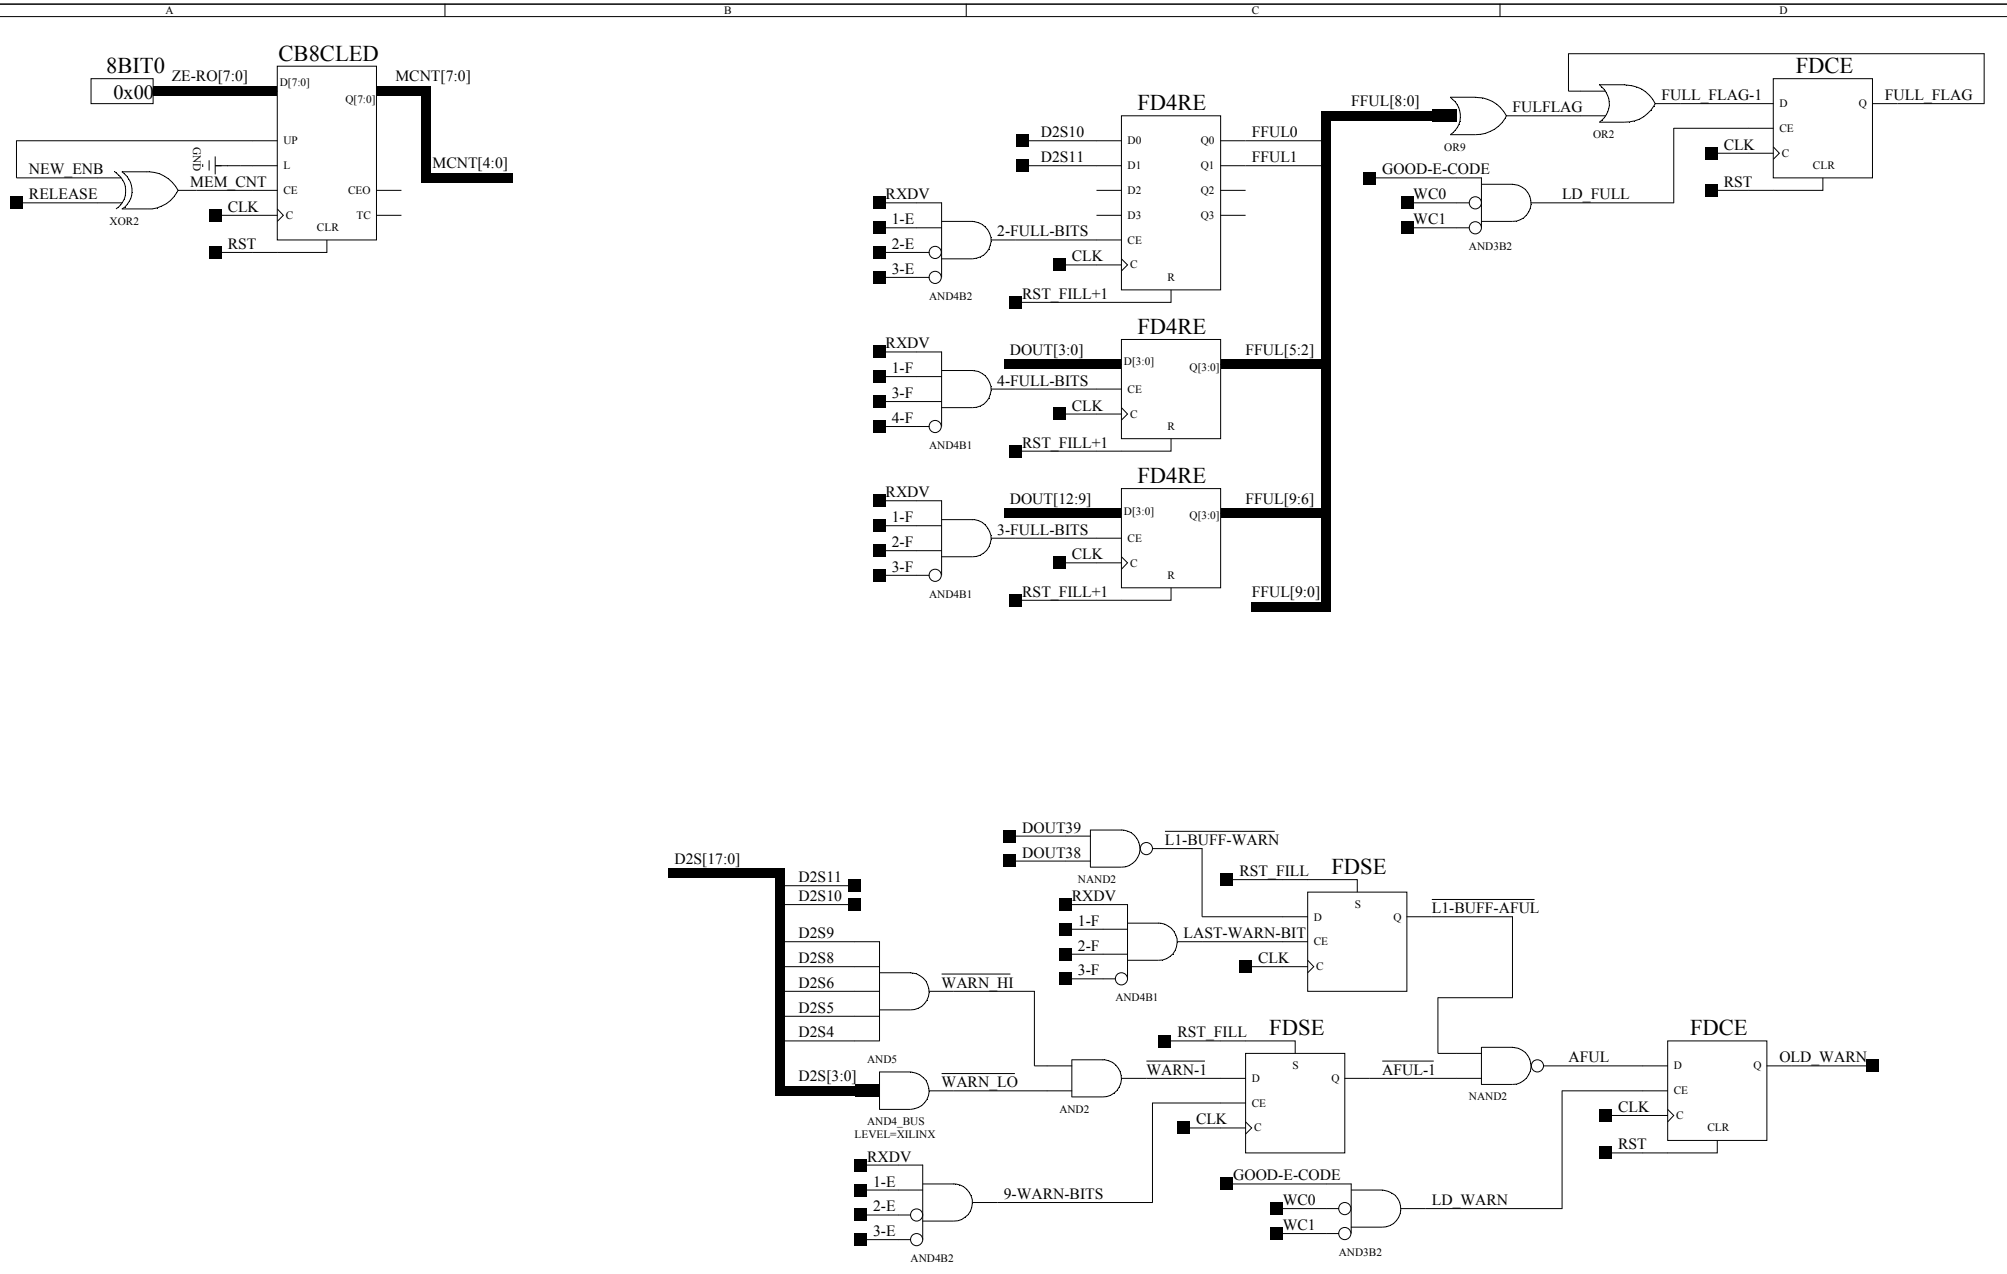 A B C D
8BIT0
0x00
ZE-RO[7:0]
CB8CLED
D[7:0]
Q[7:0]
UP
L
CE
C
CLR
CEO
TC
MCNT[7:0]
MCNT[4:0]
GND
NEW_ENB
RELEASE
XOR2
MEM_CNT
CLK
RST
FD4RE
D2S10
D2S11
D0
D1
D2
D3
CE
C
R
Q0
Q1
Q2
Q3
FFUL0
FFUL1
RXDV
1-E
2-E
3-E
AND4B2
2-FULL-BITS
CLK
RST_FILL+1
FD4RE
DOUT[3:0]
D[3:0]
Q[3:0]
CE
C
R
FFUL[5:2]
RXDV
1-F
3-F
4-F
AND4B1
4-FULL-BITS
CLK
RST_FILL+1
FD4RE
DOUT[12:9]
D[3:0]
Q[3:0]
CE
C
R
FFUL[9:6]
RXDV
1-F
2-F
3-F
AND4B1
3-FULL-BITS
CLK
RST_FILL+1
FFUL[9:0]
FFUL[8:0]
OR9
FULFLAG
OR2
FULL_FLAG-1
FDCE
D
Q
CE
C
CLR
FULL_FLAG
CLK
RST
GOOD-E-CODE
WC0
WC1
AND3B2
LD_FULL
D2S[17:0]
D2S11
D2S10
D2S9
D2S8
D2S6
D2S5
D2S4
AND5
WARN_HI
D2S[3:0]
AND4_BUS
LEVEL=XILINX
WARN_LO
AND2
WARN-1
RXDV
1-E
2-E
3-E
AND4B2
9-WARN-BITS
DOUT39
DOUT38
NAND2
L1-BUFF-WARN
RXDV
1-F
2-F
3-F
AND4B1
LAST-WARN-BIT
RST_FILL
FDSE
S
D
Q
CE
C
CLK
L1-BUFF-AFUL
RST_FILL
FDSE
S
D
Q
CE
C
CLK
AFUL-1
NAND2
AFUL
GOOD-E-CODE
WC0
WC1
AND3B2
LD_WARN
FDCE
D
Q
CE
C
CLR
CLK
RST
OLD_WARN